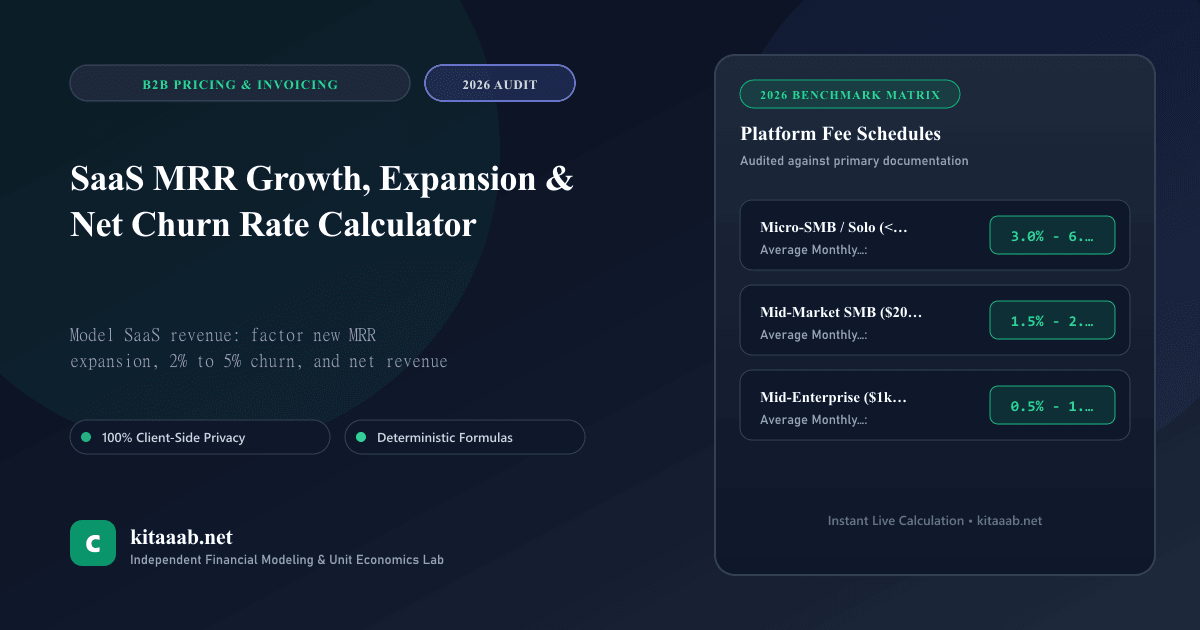 B2B PRICING & INVOICING
2026 AUDIT
SaaS MRR Growth, Expansion &
Net Churn Rate Calculator
Model SaaS revenue: factor new MRR
expansion, 2% to 5% churn, and net revenue
100% Client-Side Privacy
Deterministic Formulas
C
kitaaab.net
Independent Financial Modeling & Unit Economics Lab
2026 BENCHMARK MATRIX
Platform Fee Schedules
Audited against primary documentation
Micro-SMB / Solo (<…
Average Monthly…:
3.0% - 6.…
Mid-Market SMB ($20…
Average Monthly…:
1.5% - 2.…
Mid-Enterprise ($1k…
Average Monthly…:
0.5% - 1.…
Instant Live Calculation • kitaaab.net